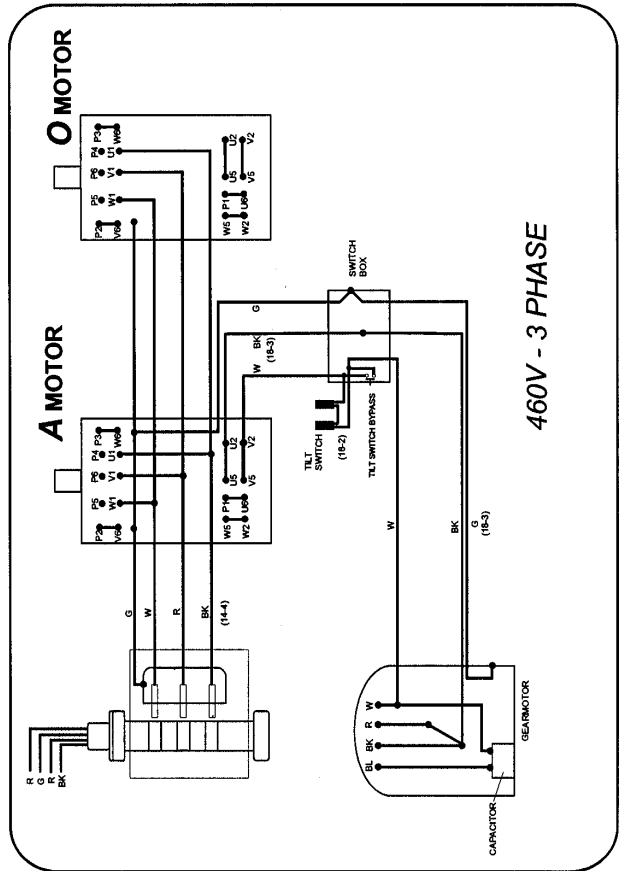 O MOTOR
P2 P5 P6 P4 P3
V6 W1 V1 U1 W6
W5 P1 U5 U2
W2 U6 V5 V2
A MOTOR
P2 P5 P6 P4 P3
V6 W1 V1 U1 W6
W5 P1 U5 U2
W2 U6 V5 V2
G
W
R
BK
(14-4)
R
G
R
BK
G
BK
(18-3)
W
SWITCH
BOX
TILT
SWITCH
(16-2)
TILT SWITCH BYPASS
W
BK
G
(18-3)
BL BK R W
CAPACITOR
GEARMOTOR
460V - 3 PHASE